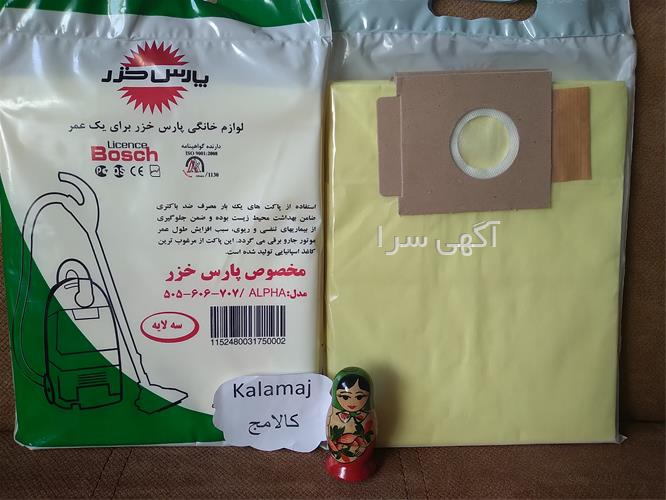 پارس خزر
لوازم خانگی پارس خزر برای یک عمر
Licence
Bosch
دارنده گواهینامه
ISO 9001:2008
CE
1130
استفاده از پاکت های یک بار مصرف ضد باکتری
ضامن بهداشت محیط زیست بوده و ضمن جلوگیری
از بیماریهای تنفسی و ریوی، سبب افزایش طول عمر
موتور جارو برقی می گردد. این پاکت از مرغوب ترین
کاغذ اسپانیایی تولید شده است.
مخصوص پارس خزر
مدل: ALPHA/ ۵۰۵-۶۰۶-۷۰۷
سه لایه
1152480031750002
Kalamaj
کالامج
آگهی سرا